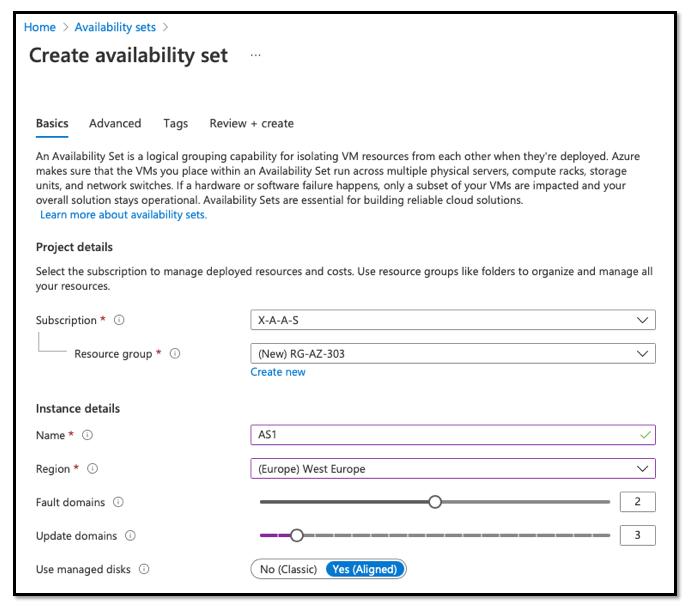 Home > Availability sets >
Create availability set ...
Basics Advanced Tags Review + create
An Availability Set is a logical grouping capability for isolating VM resources from each other when they're deployed. Azure
makes sure that the VMs you place within an Availability Set run across multiple physical servers, compute racks, storage
units, and network switches. If a hardware or software failure happens, only a subset of your VMs are impacted and your
overall solution stays operational. Availability Sets are essential for building reliable cloud solutions.
Learn more about availability sets.
Project details
Select the subscription to manage deployed resources and costs. Use resource groups like folders to organize and manage all
your resources.
Subscription * X-A-A-S
Resource group * (New) RG-AZ-303
Create new
Instance details
Name * AS1
Region * (Europe) West Europe
Fault domains 2
Update domains 3
Use managed disks No (Classic) Yes (Aligned)